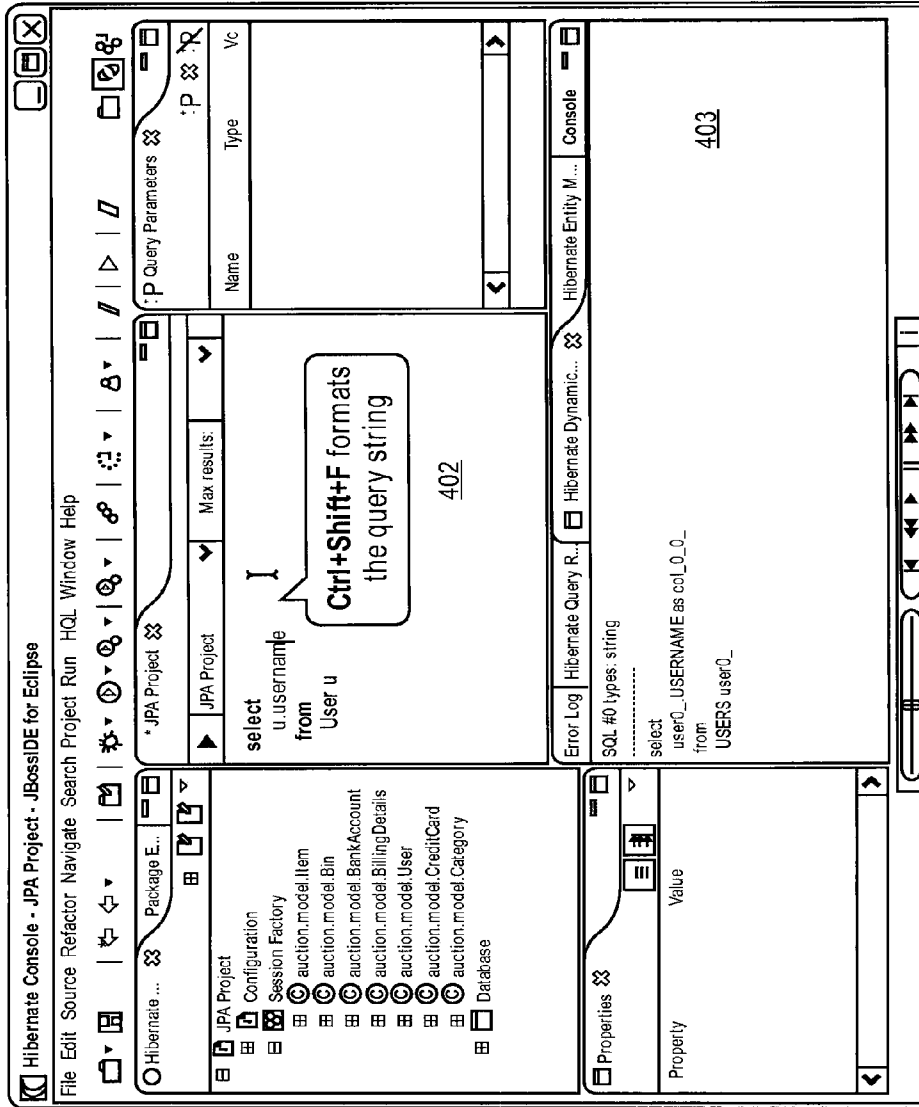 Hibernate Console - JPA Project - JBossIDE for Eclipse
File Edit Source Refactor Navigate Search Project Run HQL Window Help
Hibernate ...
Package E...
JPA Project
Configuration
Session Factory
auction.model.Item
auction.model.Bin
auction.model.BankAccount
auction.model.BillingDetails
auction.model.User
auction.model.CreditCard
auction.model.Category
Database
* JPA Project
JPA Project
Max results:
select
u.username
from
User u
Ctrl+Shift+F formats
the query string
402
:P Query Parameters
:P :R
Name Type Vc
Properties
Property Value
Error Log Hibernate Query R... Hibernate Dynamic... Hibernate Entity M... Console
SQL #0 types: string
-----------------
select
user0_.USERNAME as col_0_0_
from
USERS user0_
403